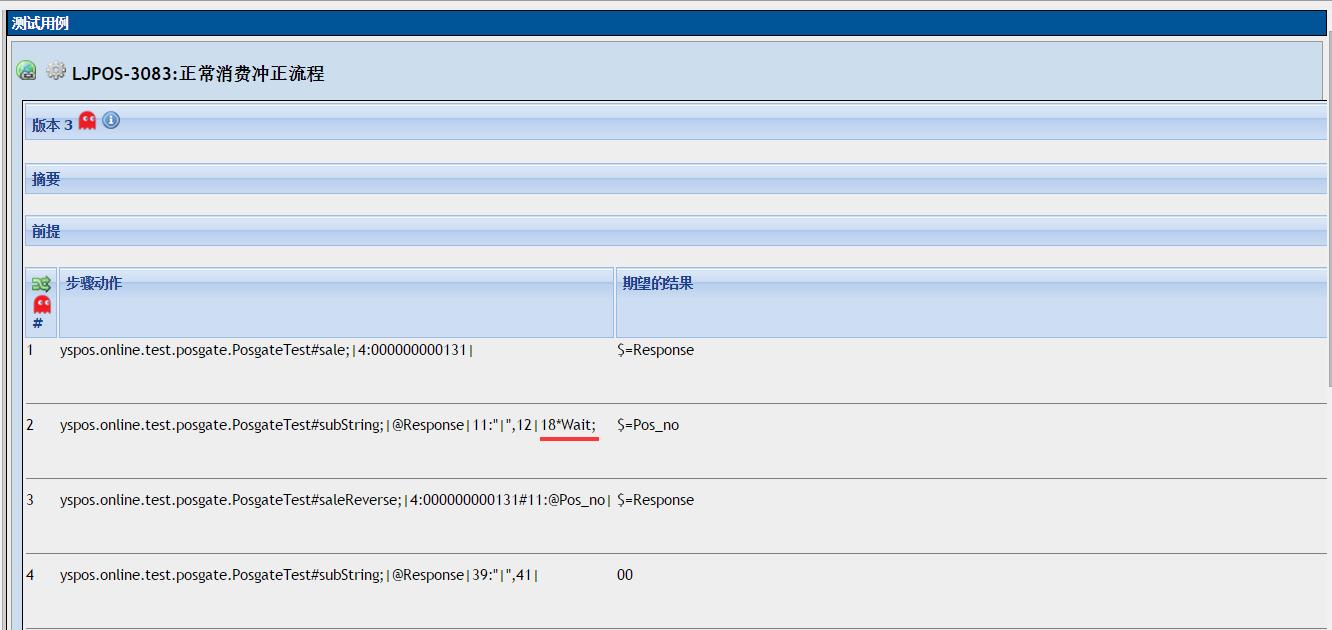 测试用例
LJPOS-3083:正常消费冲正流程
版本 3
摘要
前提
# 步骤动作 期望的结果
1 yspos.online.test.posgate.PosgateTest#sale;|4:000000000131| $=Response
2 yspos.online.test.posgate.PosgateTest#subString;|@Response|11:"|",12|18*Wait; $=Pos_no
3 yspos.online.test.posgate.PosgateTest#saleReverse;|4:000000000131#11:@Pos_no| $=Response
4 yspos.online.test.posgate.PosgateTest#subString;|@Response|39:"|",41| 00